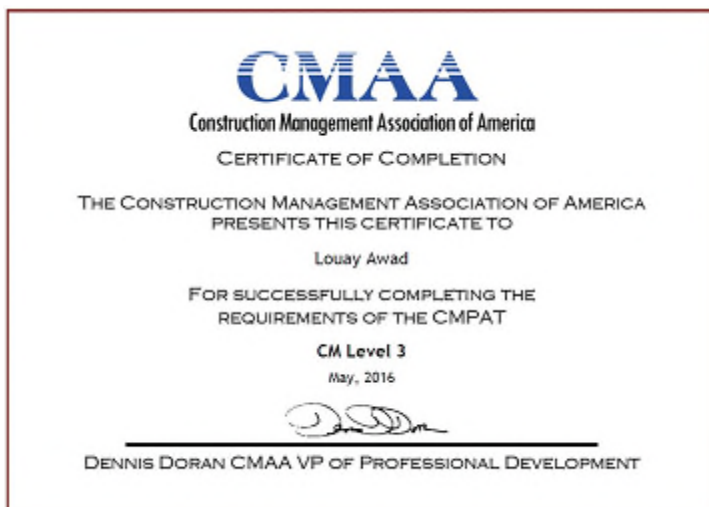 CMAA
Construction Management Association of America
CERTIFICATE OF COMPLETION
THE CONSTRUCTION MANAGEMENT ASSOCIATION OF AMERICA
PRESENTS THIS CERTIFICATE TO
Louay Awad
FOR SUCCESSFULLY COMPLETING THE
REQUIREMENTS OF THE CMPAT
CM Level 3
May, 2016
DENNIS DORAN CMAA VP OF PROFESSIONAL DEVELOPMENT